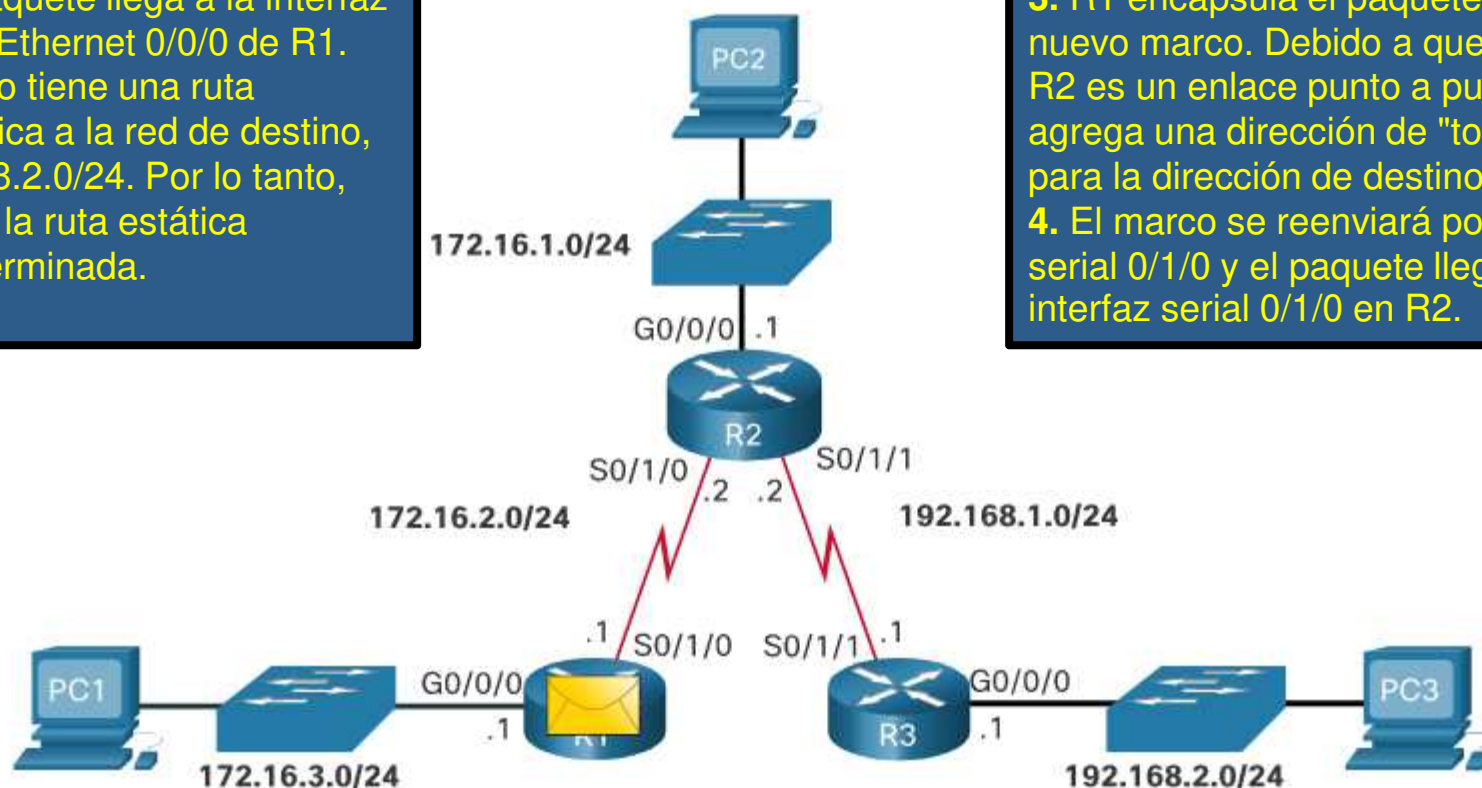 aquete llega a la interfaz
Ethernet 0/0/0 de R1.
o tiene una ruta
ica a la red de destino,
3.2.0/24. Por lo tanto,
la ruta estática
erminada.
3. R1 encapsula el paquete
nuevo marco. Debido a que
R2 es un enlace punto a pu
agrega una dirección de "to
para la dirección de destino
4. El marco se reenviará po
serial 0/1/0 y el paquete lleg
interfaz serial 0/1/0 en R2.
PC2
172.16.1.0/24
G0/0/0 .1
R2
S0/1/0 S0/1/1
.2 .2
172.16.2.0/24 192.168.1.0/24
.1 S0/1/0 S0/1/1 .1
PC1 G0/0/0 G0/0/0 PC3
.1 R1 R3 .1
172.16.3.0/24 192.168.2.0/24